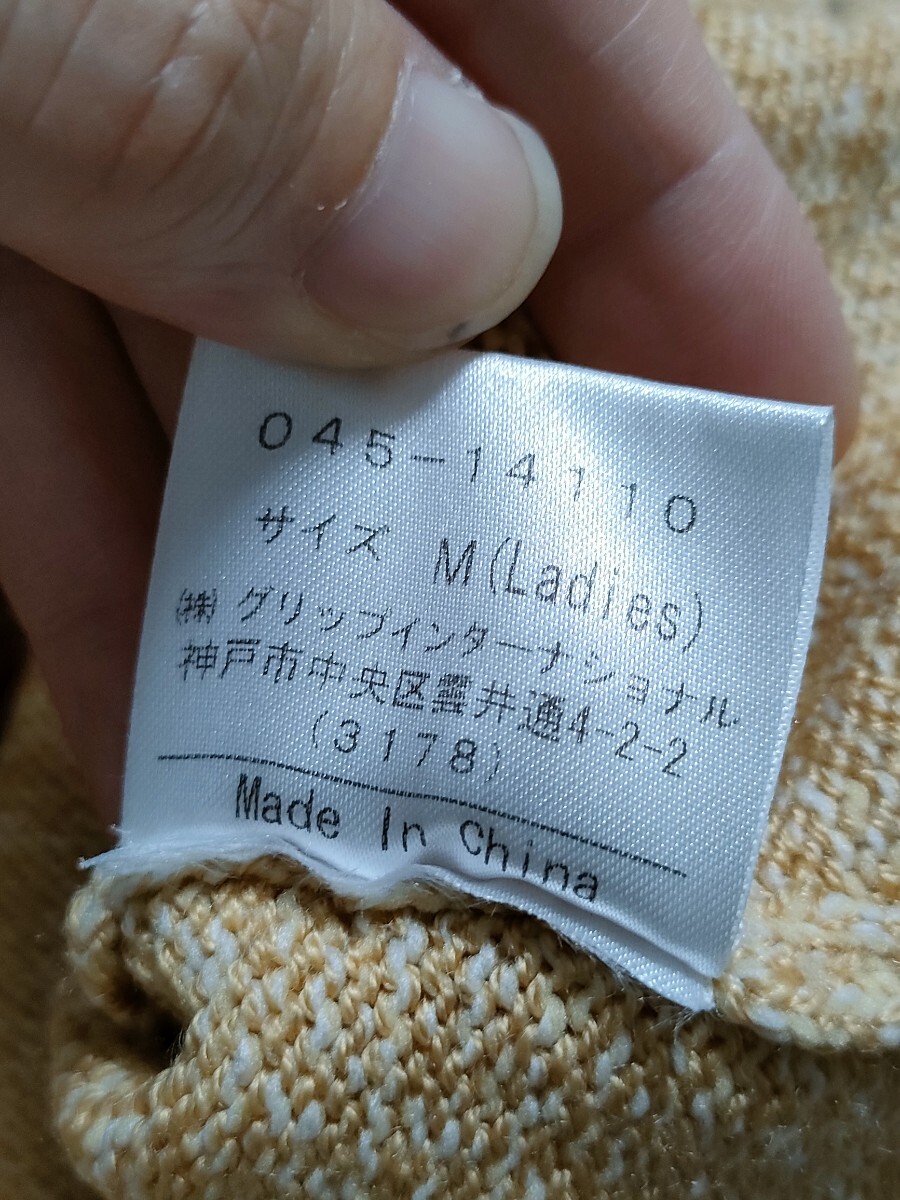 045-14110
サイズ M(Ladies)
㈱グリップインターナショナル
神戸市中央区雲井通4-2-2
(3178)
Made In China